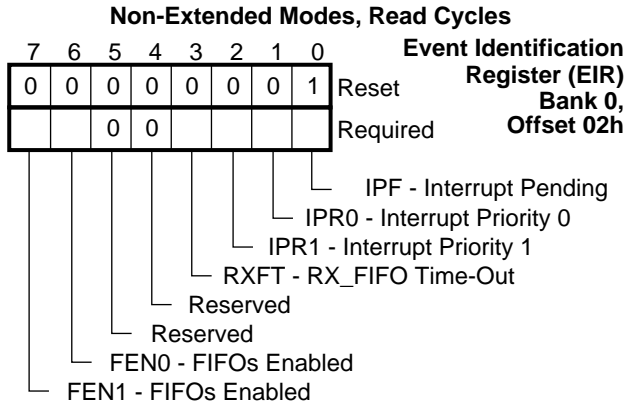 Non-Extended Modes, Read Cycles
7 6 5 4 3 2 1 0
Event Identification
Register (EIR)
Bank 0,
Offset 02h
0 0 0 0 0 0 0 1 Reset
0 0 Required
IPF - Interrupt Pending
IPR0 - Interrupt Priority 0
IPR1 - Interrupt Priority 1
RXFT - RX_FIFO Time-Out
Reserved
Reserved
FEN0 - FIFOs Enabled
FEN1 - FIFOs Enabled